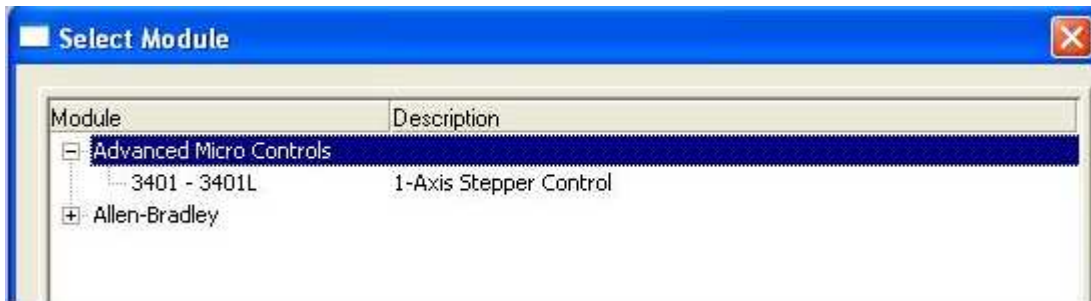 Select Module
Module Description
Advanced Micro Controls
3401 - 3401L 1-Axis Stepper Control
Allen-Bradley